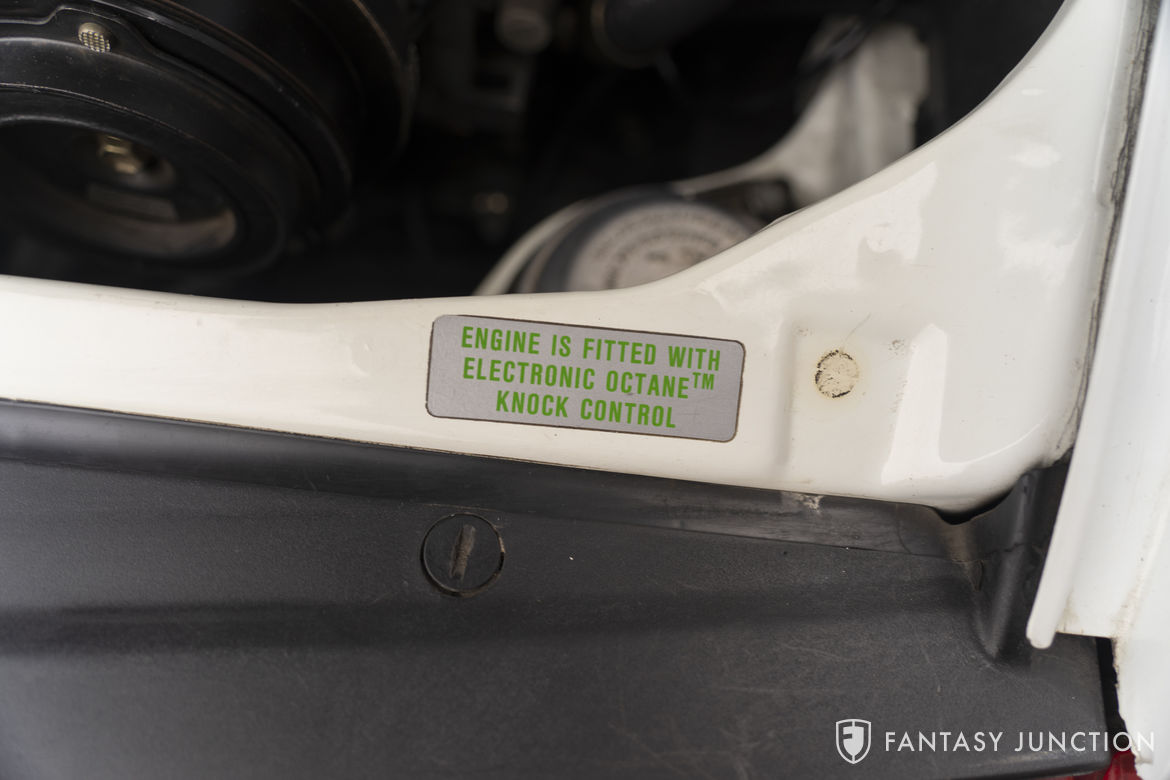 ENGINE IS FITTED WITH
ELECTRONIC OCTANE™
KNOCK CONTROL
FANTASY JUNCTION